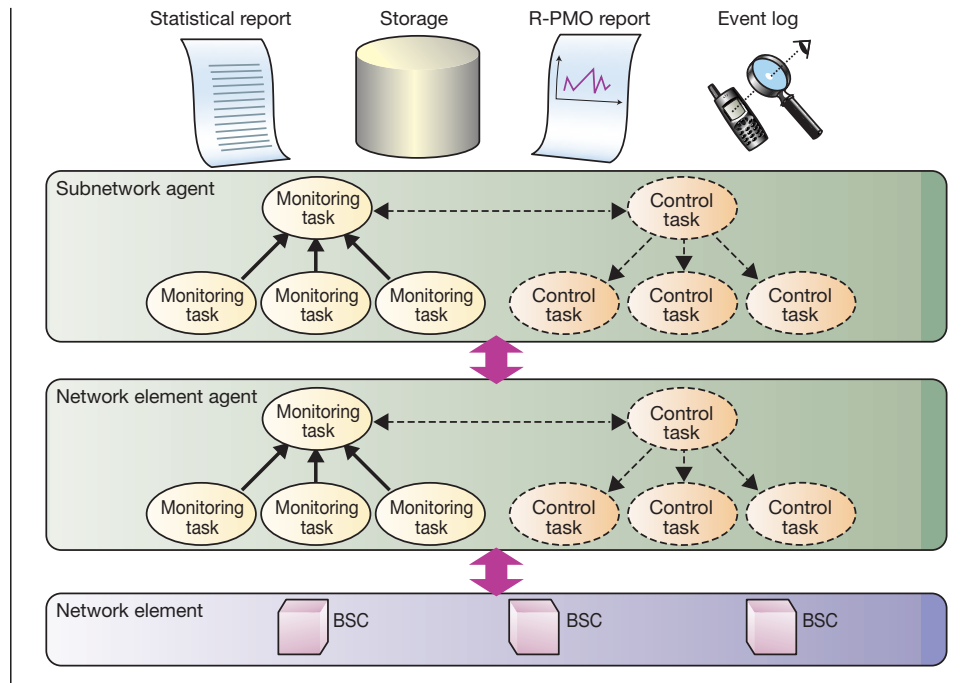 Statistical report
Storage
R-PMO report
Event log
Subnetwork agent
Monitoring
task
Control
task
Monitoring
task
Monitoring
task
Monitoring
task
Control
task
Control
task
Control
task
Network element agent
Monitoring
task
Control
task
Monitoring
task
Monitoring
task
Monitoring
task
Control
task
Control
task
Control
task
Network element
BSC
BSC
BSC